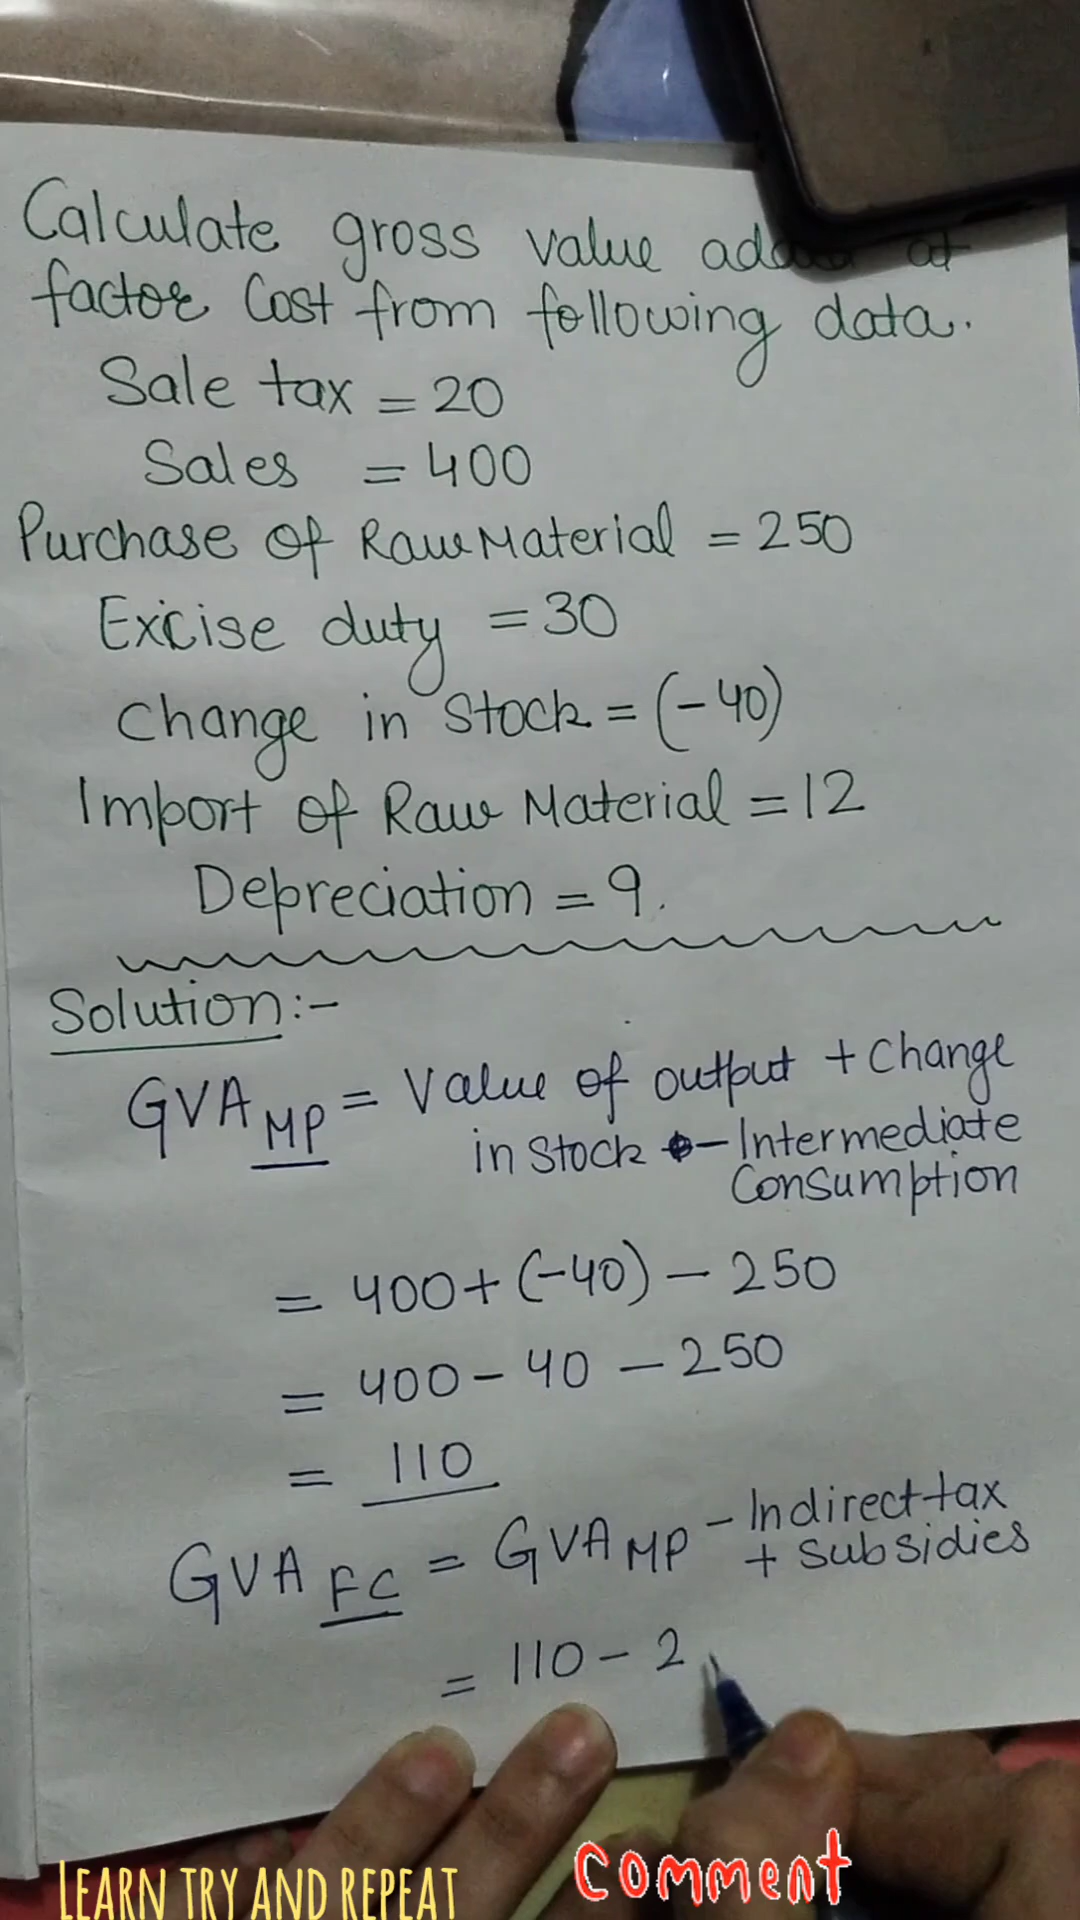 Calculate gross value at
factor Cost from following data.
Sale tax = 20
Sales = 400
Purchase of Raw Material = 250
Excise duty = 30
Change in Stock = (-40)
Import of Raw Material = 12
Depreciation = 9.
Solution:-
GVA MP = Value of output + Change
in Stock - Intermediate
Consumption
= 400 + (-40) - 250
= 400 - 40 - 250
= 110
GVA FC = GVA MP - Indirect tax
+ Subsidies
= 110 - 2
LEARN TRY AND REPEAT
comment